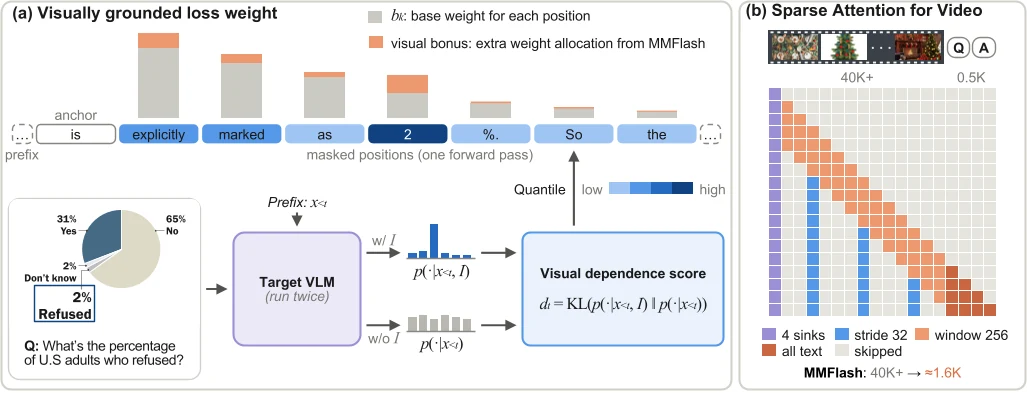 (a) Visually grounded loss weight
bₖ: base weight for each position
visual bonus: extra weight allocation from MMFlash
anchor
... is explicitly marked as 2 %. So the ...
prefix
masked positions (one forward pass)
Quantile low high
Prefix: x<t
31%
Yes
65%
No
2%
Don't know
2%
Refused
Q: What's the percentage
of U.S adults who refused?
Target VLM
(run twice)
w/ I
p(·|x<t, I)
w/o I
p(·|x<t)
Visual dependence score
dₜ = KL(p(·|x<t, I) ∥ p(·|x<t))
(b) Sparse Attention for Video
... Q A
40K+ 0.5K
4 sinks stride 32 window 256
all text skipped
MMFlash: 40K+ → ≈1.6K